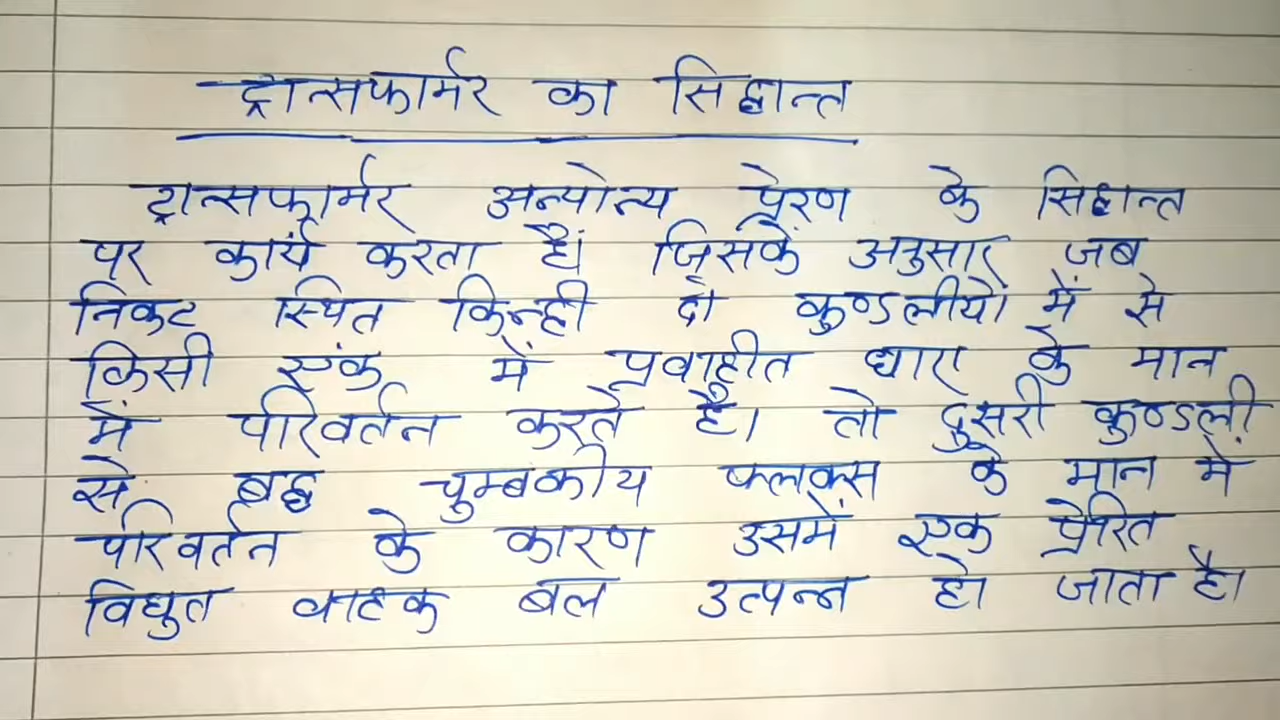 ट्रान्सफार्मर का सिद्धान्त
ट्रान्सफार्मर अन्योन्य प्रेरण के सिद्धान्त
पर कार्य करता हैं जिसकें अनुसार जब
निकट स्थित किन्ही दो कुण्डलीयों में से
किसी एक में प्रवाहीत धारा के मान
में परिवर्तन करते है। तो दुसरी कुण्डली
से बद्ध चुम्बकीय फ्लक्स के मान में
परिवर्तन के कारण उसमें एक प्रेरित
विधुत वाहक बल उत्पन्न हो जाता है।